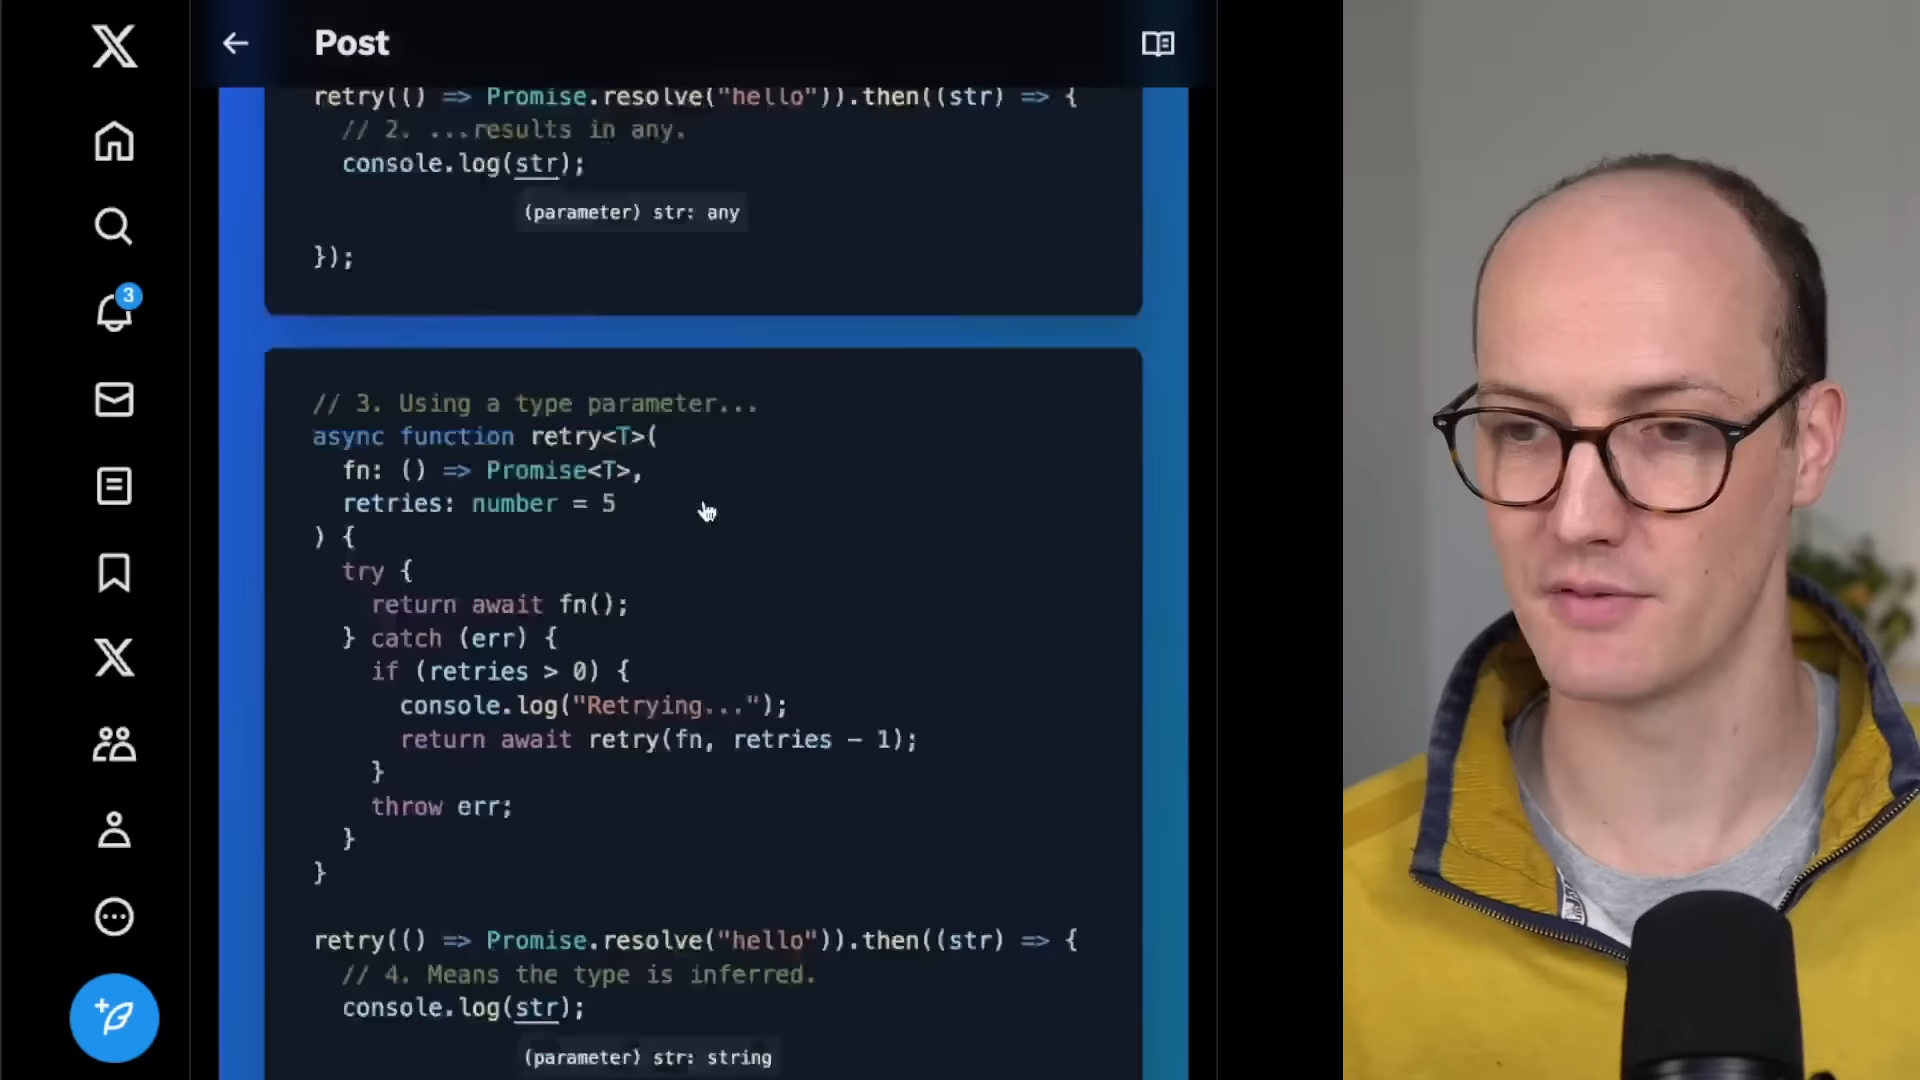 Post
3
retry(() => Promise.resolve("hello")).then((str) => {
// 2. ...results in any.
console.log(str);
(parameter) str: any
});
// 3. Using a type parameter...
async function retry<T>(
fn: () => Promise<T>,
retries: number = 5
) {
try {
return await fn();
} catch (err) {
if (retries > 0) {
console.log("Retrying...");
return await retry(fn, retries - 1);
}
throw err;
}
}
retry(() => Promise.resolve("hello")).then((str) => {
// 4. Means the type is inferred.
console.log(str);
(parameter) str: string